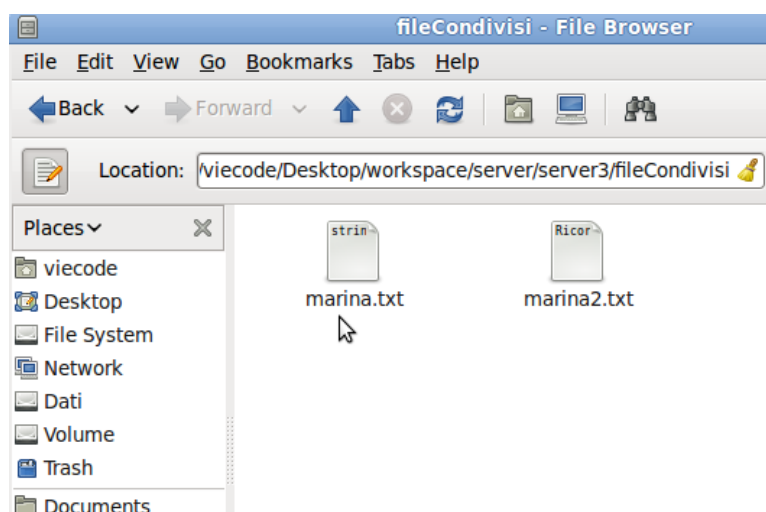 fileCondivisi - File Browser
File Edit View Go Bookmarks Tabs Help
Back Forward
Location: /viecode/Desktop/workspace/server/server3/fileCondivisi
Places
viecode
Desktop
File System
Network
Dati
Volume
Trash
Documents
strin
marina.txt
Ricor
marina2.txt